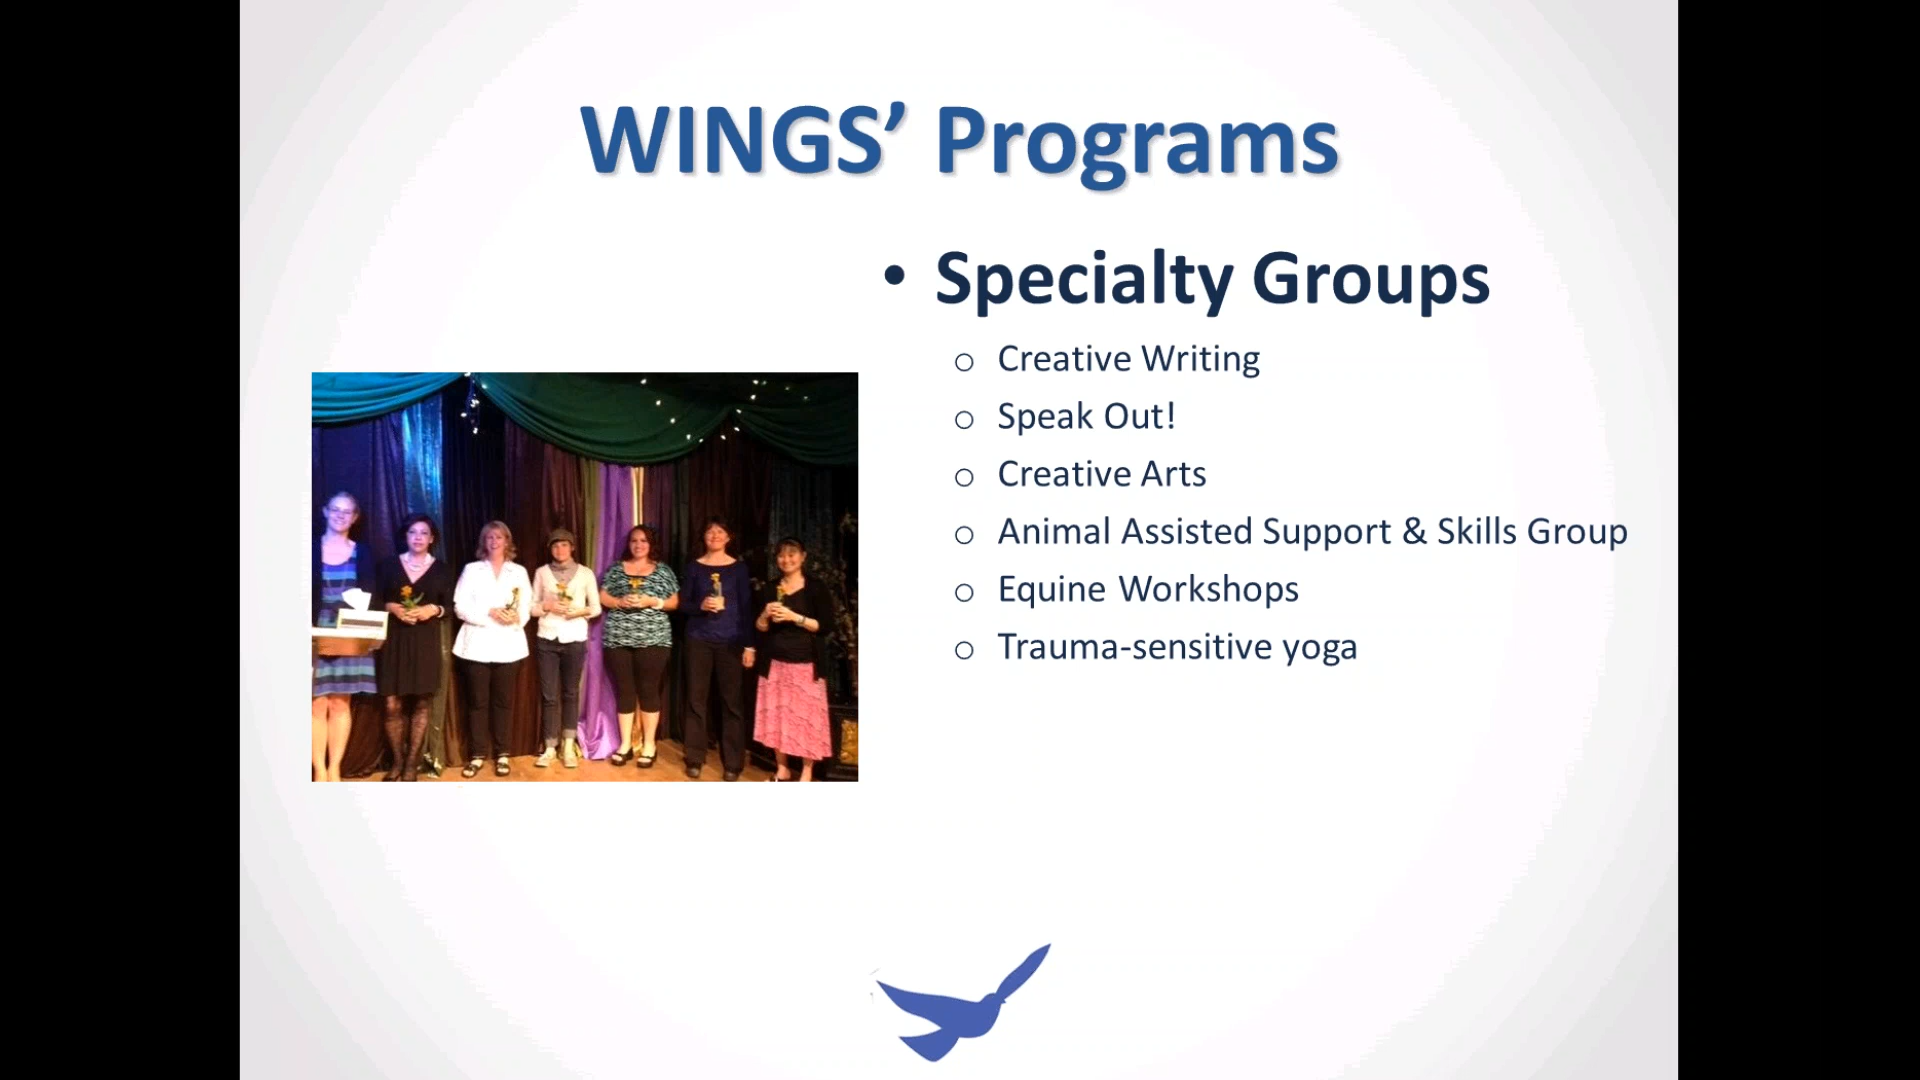 WINGS’ Programs
• Specialty Groups
o Creative Writing
o Speak Out!
o Creative Arts
o Animal Assisted Support & Skills Group
o Equine Workshops
o Trauma-sensitive yoga